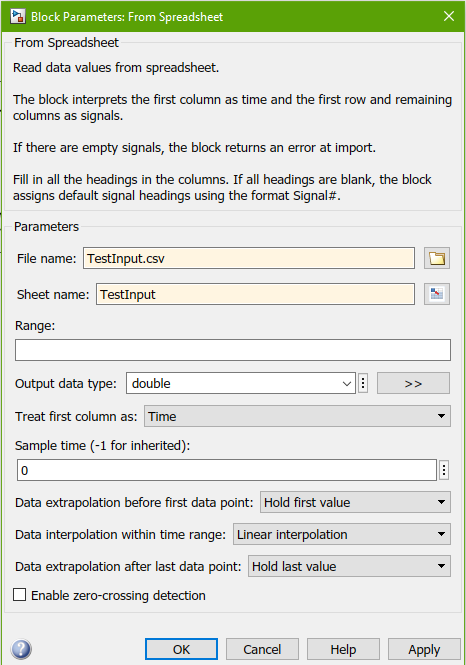 Block Parameters: From Spreadsheet
From Spreadsheet
Read data values from spreadsheet.
The block interprets the first column as time and the first row and remaining
columns as signals.
If there are empty signals, the block returns an error at import.
Fill in all the headings in the columns. If all headings are blank, the block
assigns default signal headings using the format Signal#.
Parameters
File name: TestInput.csv
Sheet name: TestInput
Range:
Output data type: double >>
Treat first column as: Time
Sample time (-1 for inherited):
0
Data extrapolation before first data point: Hold first value
Data interpolation within time range: Linear interpolation
Data extrapolation after last data point: Hold last value
Enable zero-crossing detection
? OK Cancel Help Apply